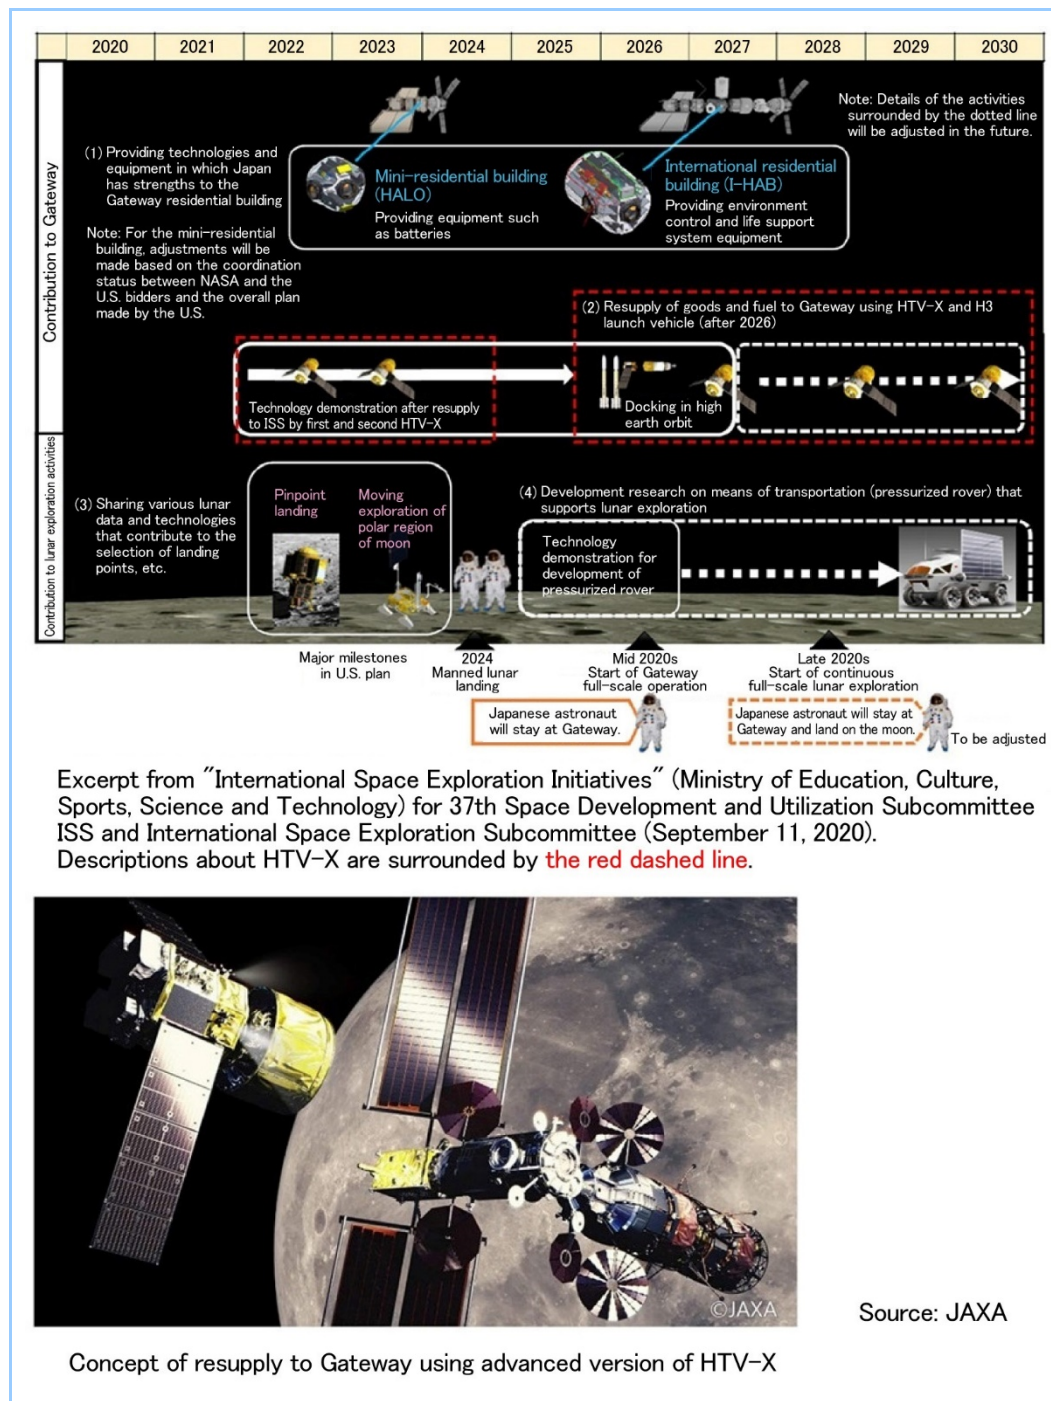 2020 2021 2022 2023 2024 2025 2026 2027 2028 2029 2030
Contribution to Gateway
Note: Details of the activities
surrounded by the dotted line
will be adjusted in the future.
(1) Providing technologies and
equipment in which Japan
has strengths to the
Gateway residential building
Note: For the mini-residential
building, adjustments will be
made based on the coordination
status between NASA and the
U.S. bidders and the overall plan
made by the U.S.
Mini-residential building
(HALO)
Providing equipment such
as batteries
International residential
building (I-HAB)
Providing environment
control and life support
system equipment
(2) Resupply of goods and fuel to Gateway using HTV-X and H3
launch vehicle (after 2026)
Technology demonstration after resupply
to ISS by first and second HTV-X
Docking in high
earth orbit
Contribution to lunar exploration activities
(3) Sharing various lunar
data and technologies
that contribute to the
selection of landing
points, etc.
Pinpoint
landing
Moving
exploration of
polar region
of moon
(4) Development research on means of transportation (pressurized rover) that
supports lunar exploration
Technology
demonstration for
development of
pressurized rover
Major milestones
in U.S. plan
2024
Manned lunar
landing
Mid 2020s
Start of Gateway
full-scale operation
Late 2020s
Start of continuous
full-scale lunar exploration
Japanese astronaut
will stay at Gateway.
Japanese astronaut will stay at
Gateway and land on the moon.
To be adjusted
Excerpt from "International Space Exploration Initiatives" (Ministry of Education, Culture,
Sports, Science and Technology) for 37th Space Development and Utilization Subcommittee
ISS and International Space Exploration Subcommittee (September 11, 2020).
Descriptions about HTV-X are surrounded by the red dashed line.
©JAXA
Source: JAXA
Concept of resupply to Gateway using advanced version of HTV-X